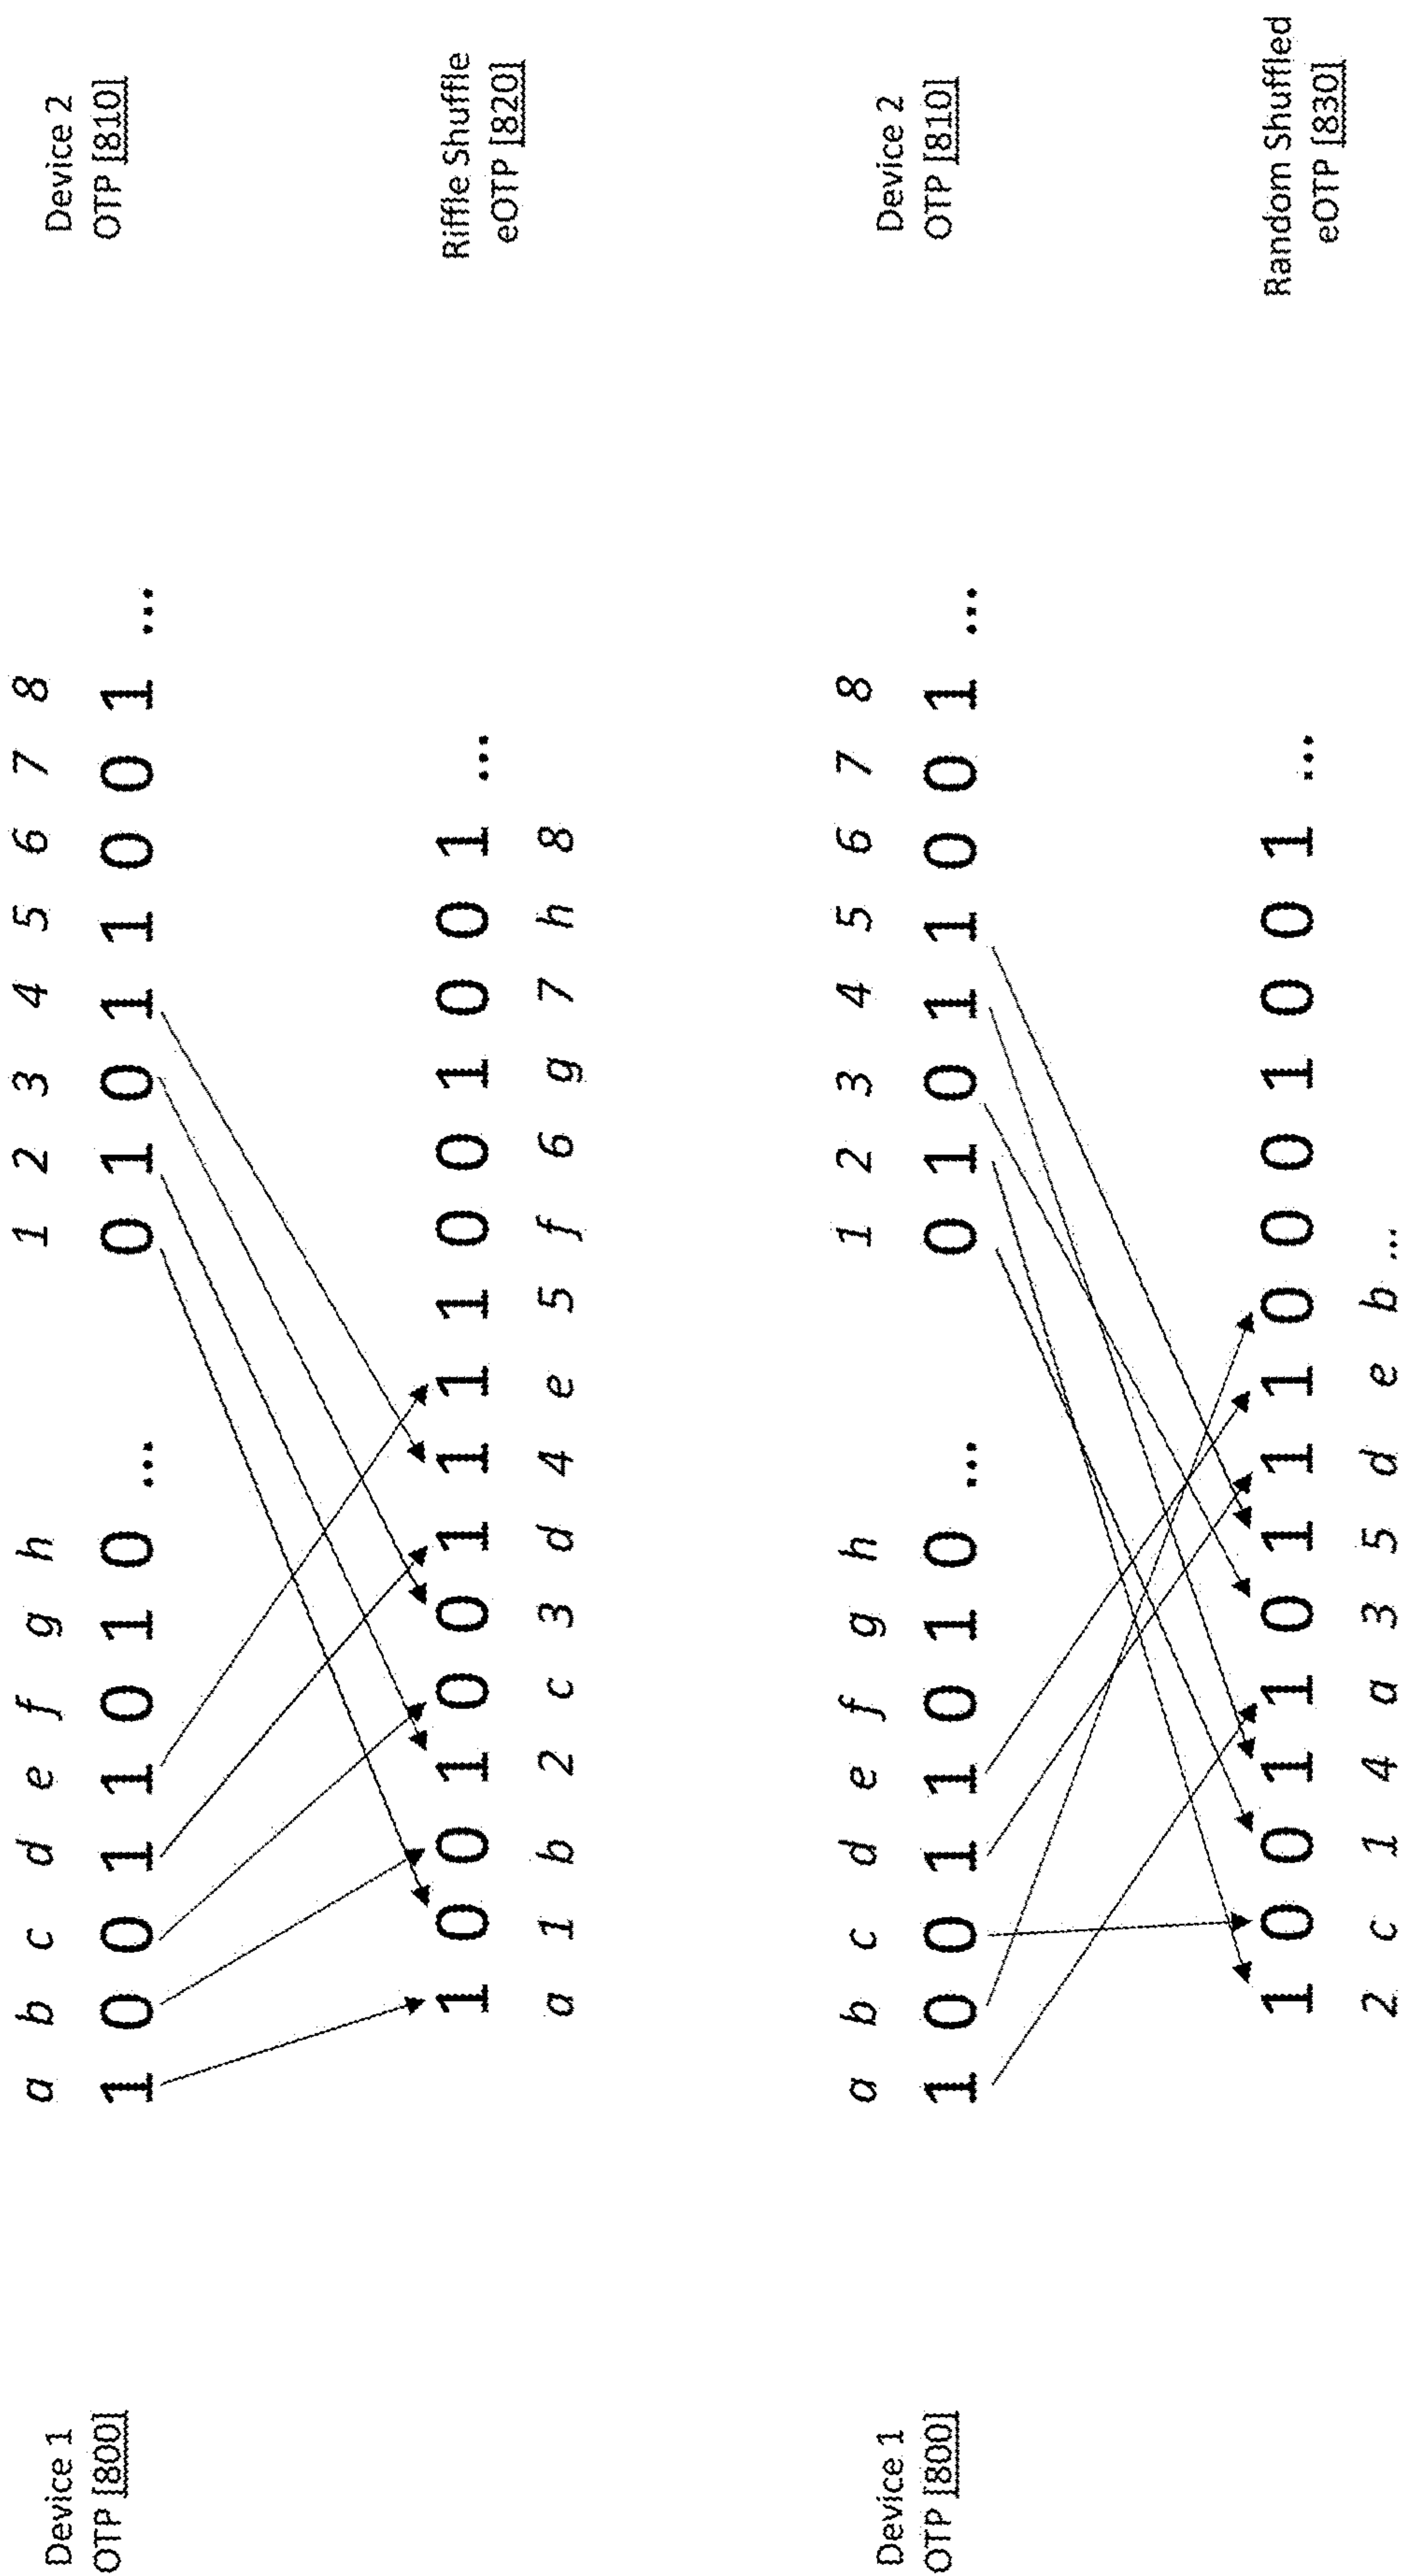 Device 1
OTP [800]
a b c d e f g h
1 0 0 1 1 0 1 0 ...
1 2 3 4 5 6 7 8
0 1 0 1 1 0 0 1 ...
Device 2
OTP [810]
1 0 0 1 0 0 1 1 1 1 0 0 1 0 0 1 ...
a 1 b 2 c 3 d 4 e 5 f 6 g 7 h 8
Riffle Shuffle
eOTP [820]
Device 1
OTP [800]
a b c d e f g h
1 0 0 1 1 0 1 0 ...
1 2 3 4 5 6 7 8
0 1 0 1 1 0 0 1 ...
Device 2
OTP [810]
1 0 0 1 1 0 1 1 1 0 0 0 1 0 0 1 ...
2 c 1 4 a 3 5 d e b ...
Random Shuffled
eOTP [830]